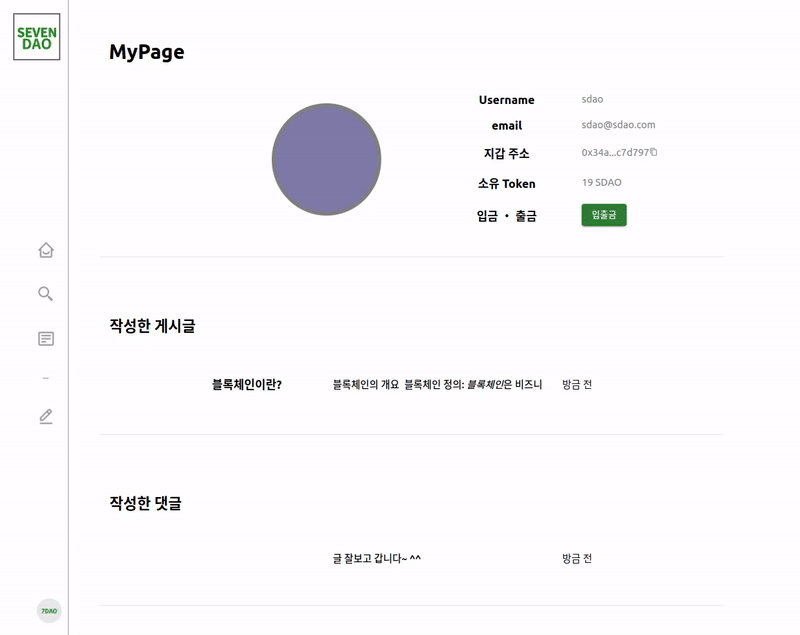 SEVEN
DAO
MyPage
Username sdao
email sdao@sdao.com
지갑 주소 0x34a...c7d797
소유 Token 19 SDAO
입금 • 출금 입출금
작성한 게시글
블록체인이란? 블록체인의 개요 블록체인 정의: 블록체인은 비즈니 방금 전
작성한 댓글
글 잘보고 갑니다~ ^^ 방금 전
7DAO